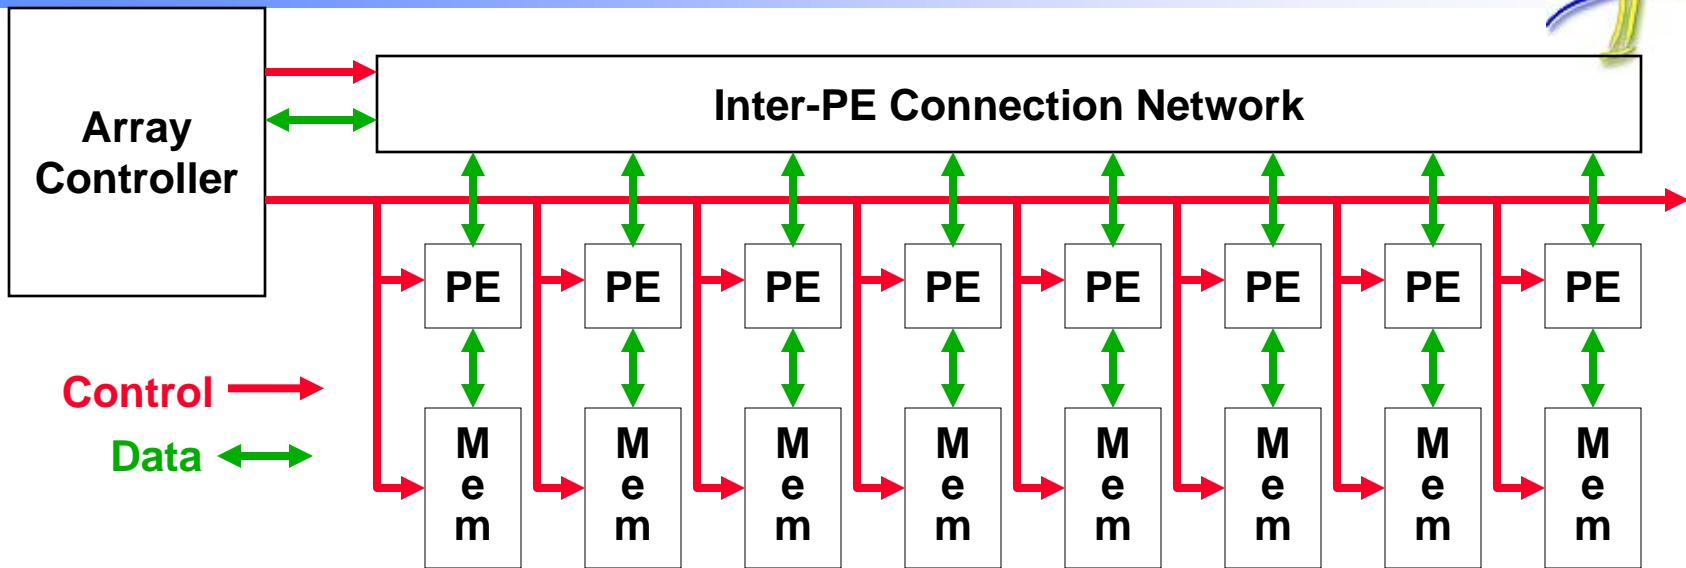 Array
Controller
Inter-PE Connection Network
PE PE PE PE PE PE PE PE
Control
Data
M M M M M M M M
e e e e e e e e
m m m m m m m m